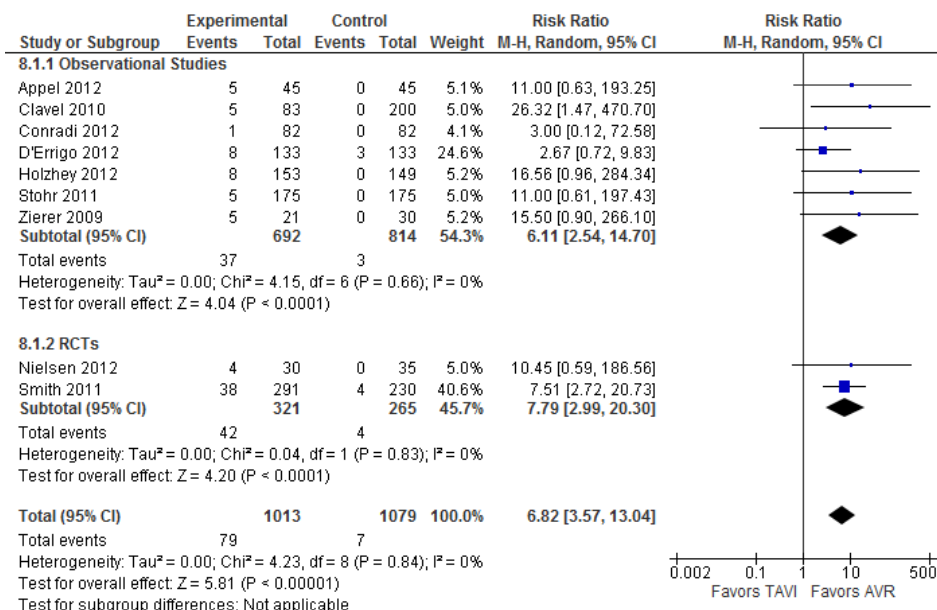 Experimental Control Risk Ratio Risk Ratio
Study or Subgroup Events Total Events Total Weight M-H, Random, 95% CI M-H, Random, 95% CI
8.1.1 Observational Studies
Appel 2012 5 45 0 45 5.1% 11.00 [0.63, 193.25]
Clavel 2010 5 83 0 200 5.0% 26.32 [1.47, 470.70]
Conradi 2012 1 82 0 82 4.1% 3.00 [0.12, 72.58]
D'Errigo 2012 8 133 3 133 24.6% 2.67 [0.72, 9.83]
Holzhey 2012 8 153 0 149 5.2% 16.56 [0.96, 284.34]
Stohr 2011 5 175 0 175 5.0% 11.00 [0.61, 197.43]
Zierer 2009 5 21 0 30 5.2% 15.50 [0.90, 266.10]
Subtotal (95% CI) 692 814 54.3% 6.11 [2.54, 14.70]
Total events 37 3
Heterogeneity: Tau² = 0.00; Chi² = 4.15, df = 6 (P = 0.66); I² = 0%
Test for overall effect: Z = 4.04 (P < 0.0001)
8.1.2 RCTs
Nielsen 2012 4 30 0 35 5.0% 10.45 [0.59, 186.56]
Smith 2011 38 291 4 230 40.6% 7.51 [2.72, 20.73]
Subtotal (95% CI) 321 265 45.7% 7.79 [2.99, 20.30]
Total events 42 4
Heterogeneity: Tau² = 0.00; Chi² = 0.04, df = 1 (P = 0.83); I² = 0%
Test for overall effect: Z = 4.20 (P < 0.0001)
Total (95% CI) 1013 1079 100.0% 6.82 [3.57, 13.04]
Total events 79 7
Heterogeneity: Tau² = 0.00; Chi² = 4.23, df = 8 (P = 0.84); I² = 0%
Test for overall effect: Z = 5.81 (P < 0.00001)
Test for subgroup differences: Not applicable
0.002 0.1 1 10 500
Favors TAVI Favors AVR